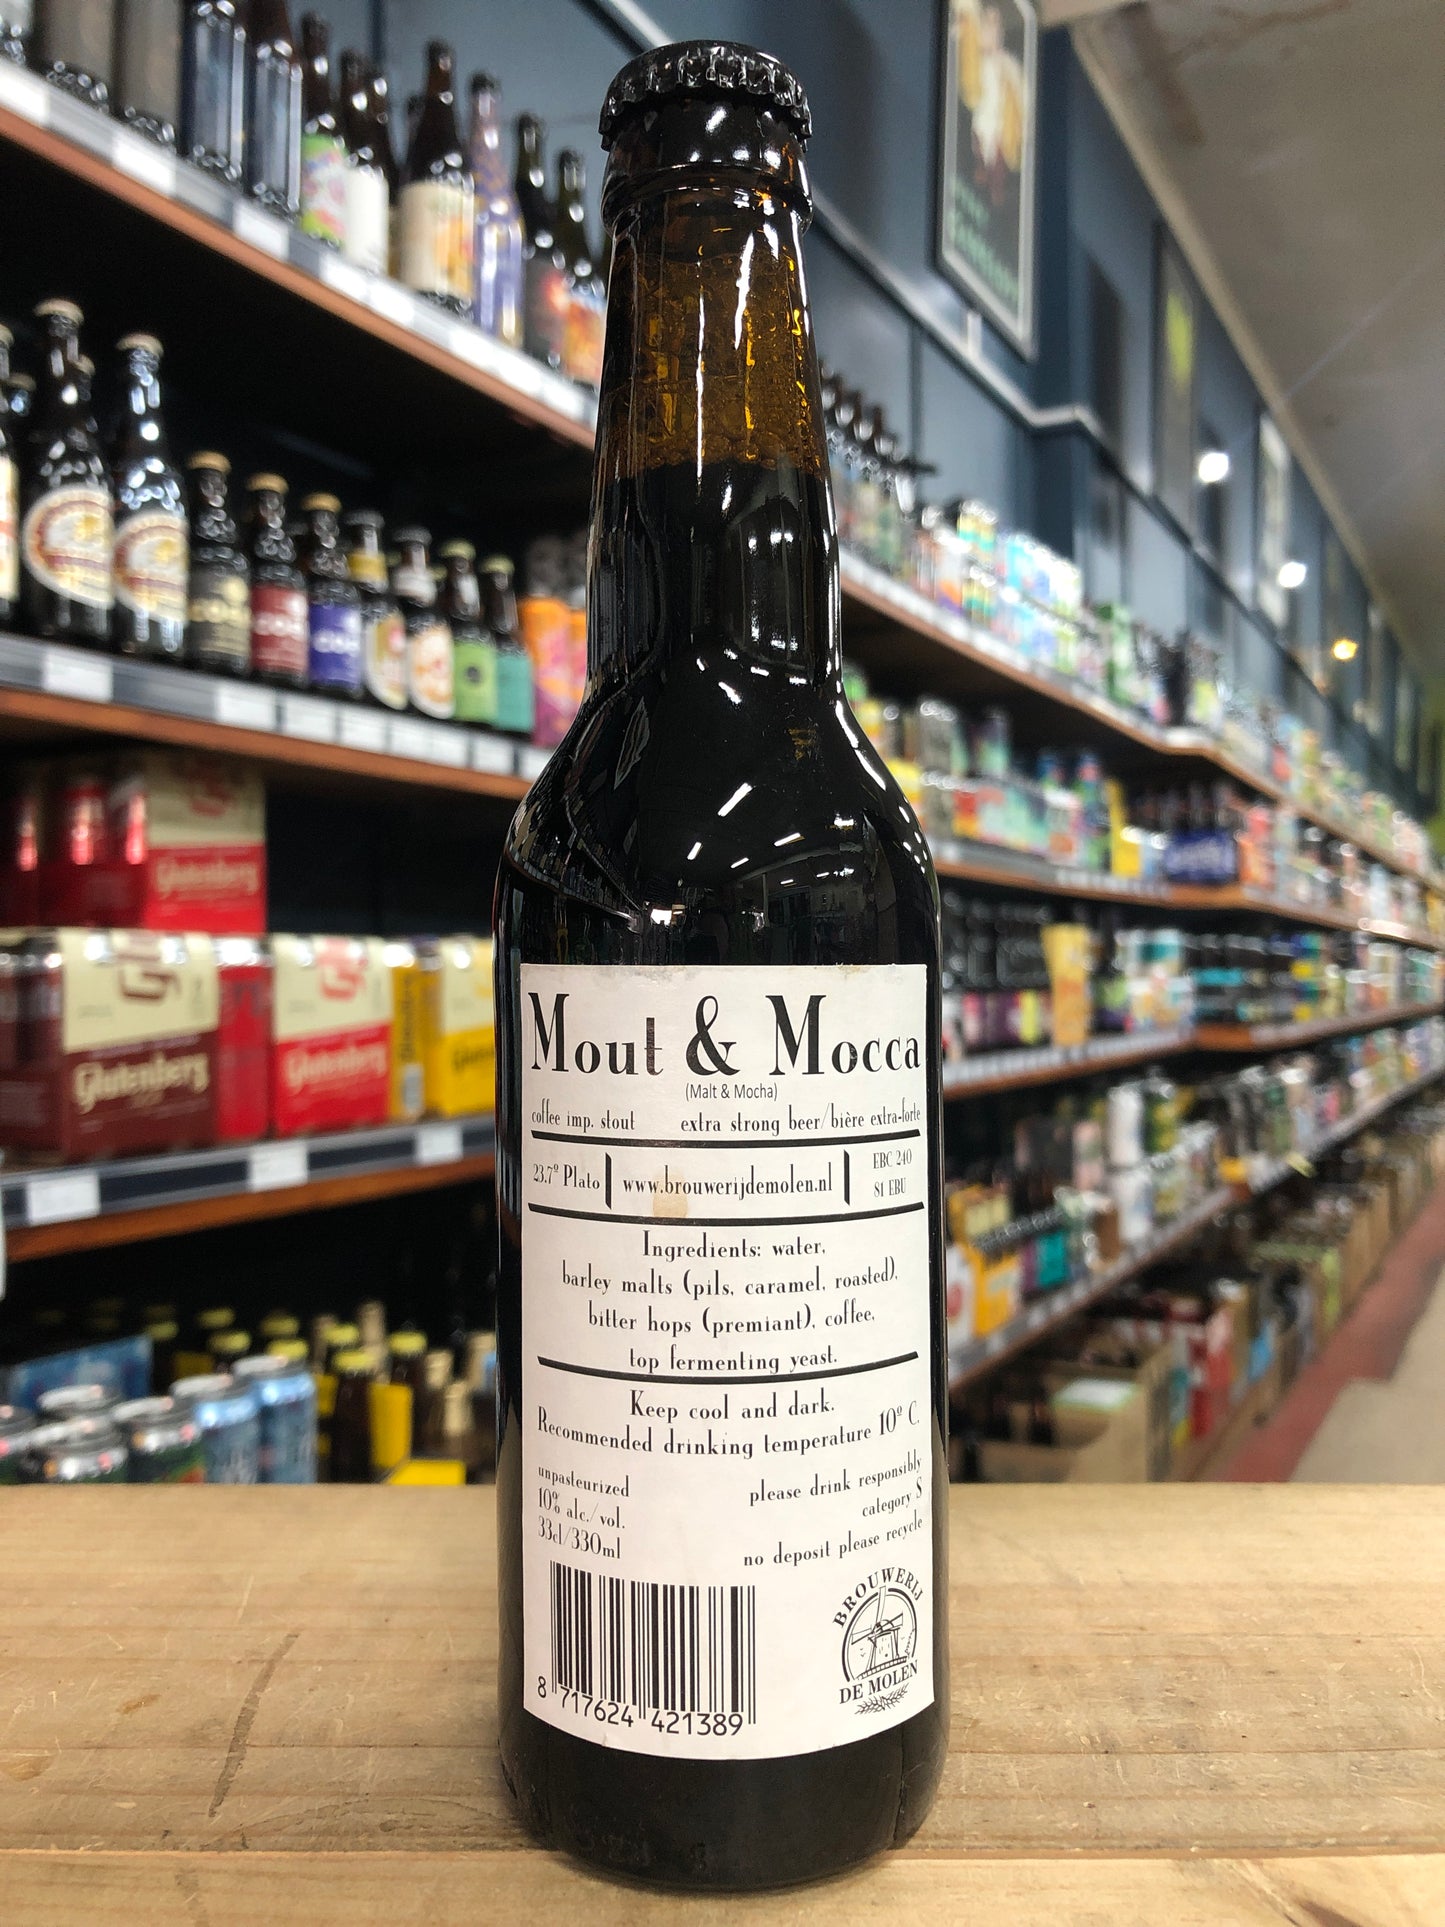 Mout & Mocca
(Malt & Mocha)
coffee imp. stout extra strong beer/bière extra-forte
23.7º Plato www.brouwerijdemolen.nl EBC 240
81 EBU
Ingredients: water,
barley malts (pils, caramel, roasted),
bitter hops (premiant), coffee,
top fermenting yeast.
Keep cool and dark.
Recommended drinking temperature 10º C.
unpasteurized please drink responsibly
10% alc./vol. category S
33cl/330ml no deposit please recycle
BROUWERIJ
DE MOLEN
8 717624 421389
Glutenberg
Glutenberg
Glutenberg